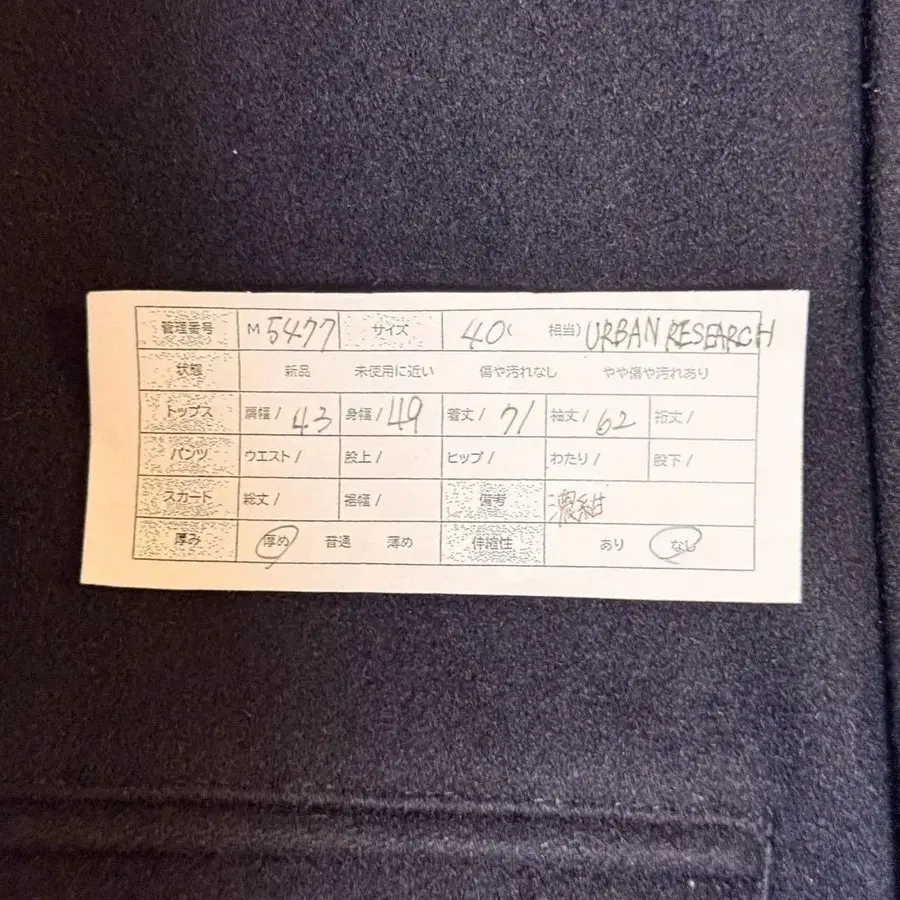 管理番号 M 5477 サイズ 40( 相当) URBAN RESEARCH
状態 新品 未使用に近い 傷や汚れなし やや傷や汚れあり
トップス 肩幅/ 43 身幅/ 49 着丈/ 71 袖丈/ 62 裄丈/
パンツ ウエスト/ 股上/ ヒップ/ わたり/ 股下/
スカート 総丈/ 裾幅/ 備考 濃紺
厚み 厚め 普通 薄め 伸縮性 あり なし